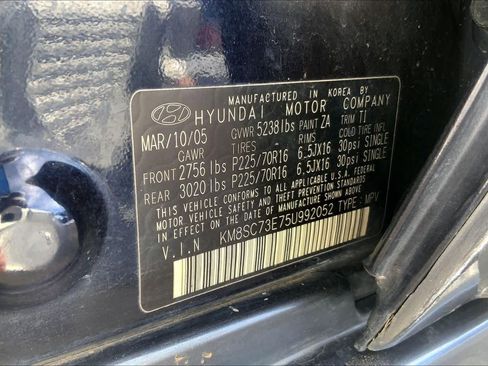 MANUFACTURED IN KOREA BY
HYUNDAI MOTOR COMPANY
MAR/10/05 GVWR 5238lbs PAINT ZA TRIM TI
GAWR TIRES RIMS COLD TIRE INFL.
FRONT 2756 lbs P225/70R16 6.5JX16 30psi SINGLE
REAR 3020 lbs P225/70R16 6.5JX16 30psi SINGLE
THIS VEHICLE CONFORMS TO ALL APPLICABLE U.S.A. FEDERAL
MOTOR VEHICLE SAFETY AND THEFT PREVENTION STANDARDS
IN EFFECT ON THE DATE OF MANUFACTURE SHOWN ABOVE.
V.I.N KM8SC73E75U992052 TYPE: MPV